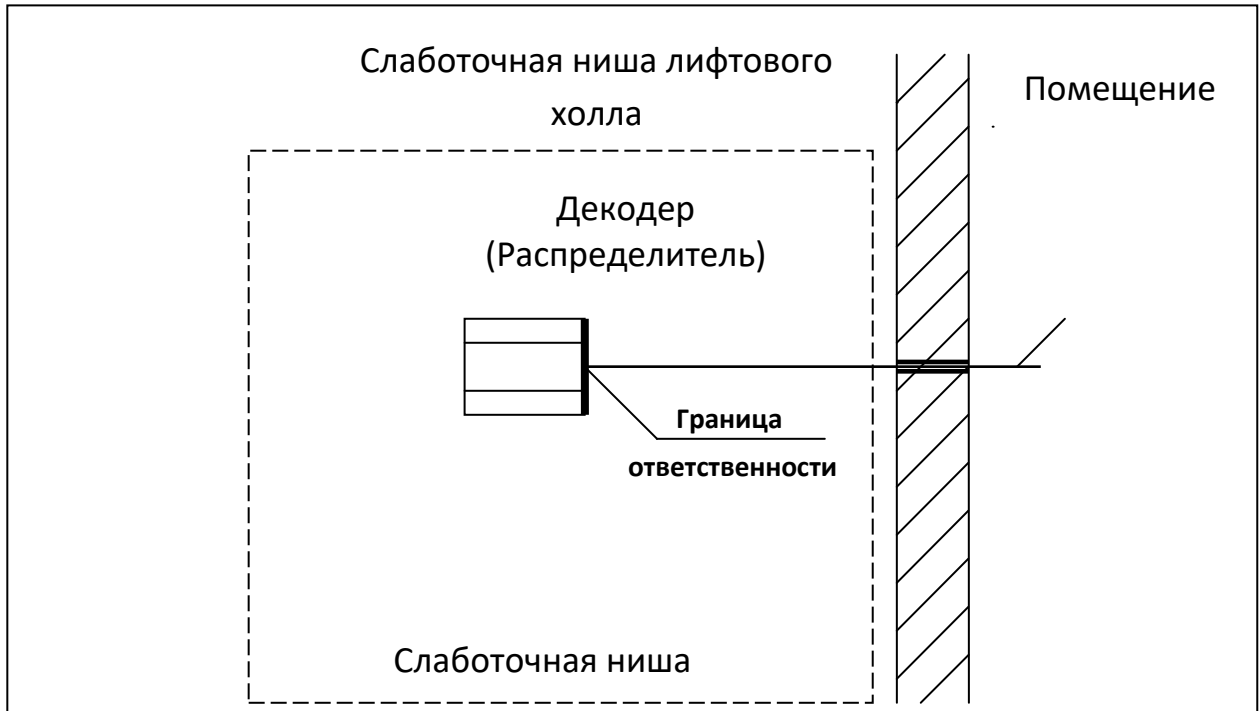 Слаботочная ниша лифтового
холла
Помещение
Декодер
(Распределитель)
Граница
ответственности
Слаботочная ниша